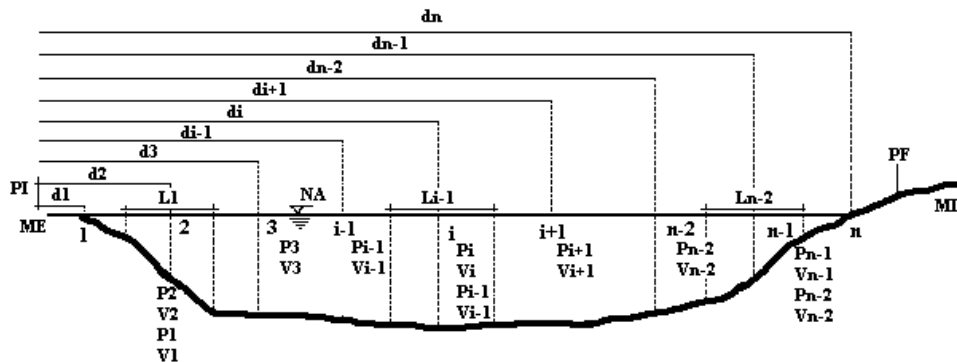 dn
dn-1
dn-2
di+1
di
di-1
d3
d2
d1
PI
ME
L1
NA
Li-1
Ln-2
PF
1
2
3
i-1
i
i+1
n-2
n-1
n
P3
V3
Pi-1
Vi-1
Pi
Vi
Pi-1
Vi-1
Pi+1
Vi+1
Pn-2
Vn-2
Pn-1
Vn-1
Pn-2
Vn-2
P2
V2
P1
V1